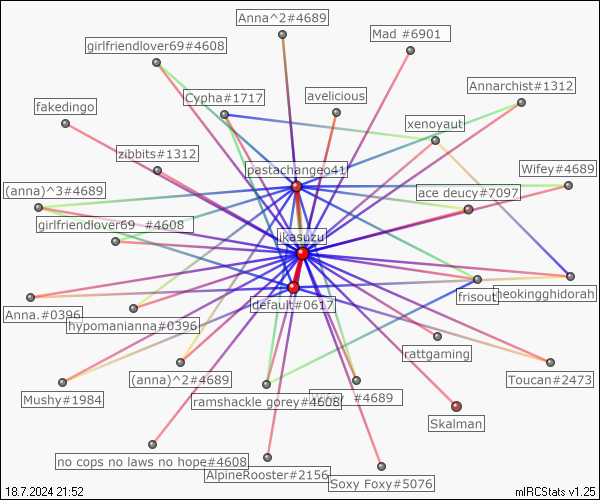 Anna^2#4689
Mad #6901
girlfriendlover69#4608
Annarchist#1312
Cypha#1717
avelicious
fakedingo
xenoyaut
zibbits#1312
pastachangeo41
Wifey#4689
(anna)^3#4689
ace deucy#7097
girlfriendlover69 #4608
ikasuzu
frisout
neokingghidorah
default#0617
Anna.#0396
hypomanianna#0396
rattgaming
(anna)^2#4689
Toucan#2473
Mushy#1984
ramshackle gorey#4608
#4689
Skalman
no cops no laws no hope#4608
AlpineRooster#2156
Soxy Foxy#5076
18.7.2024 21:52
mIRCStats v1.25